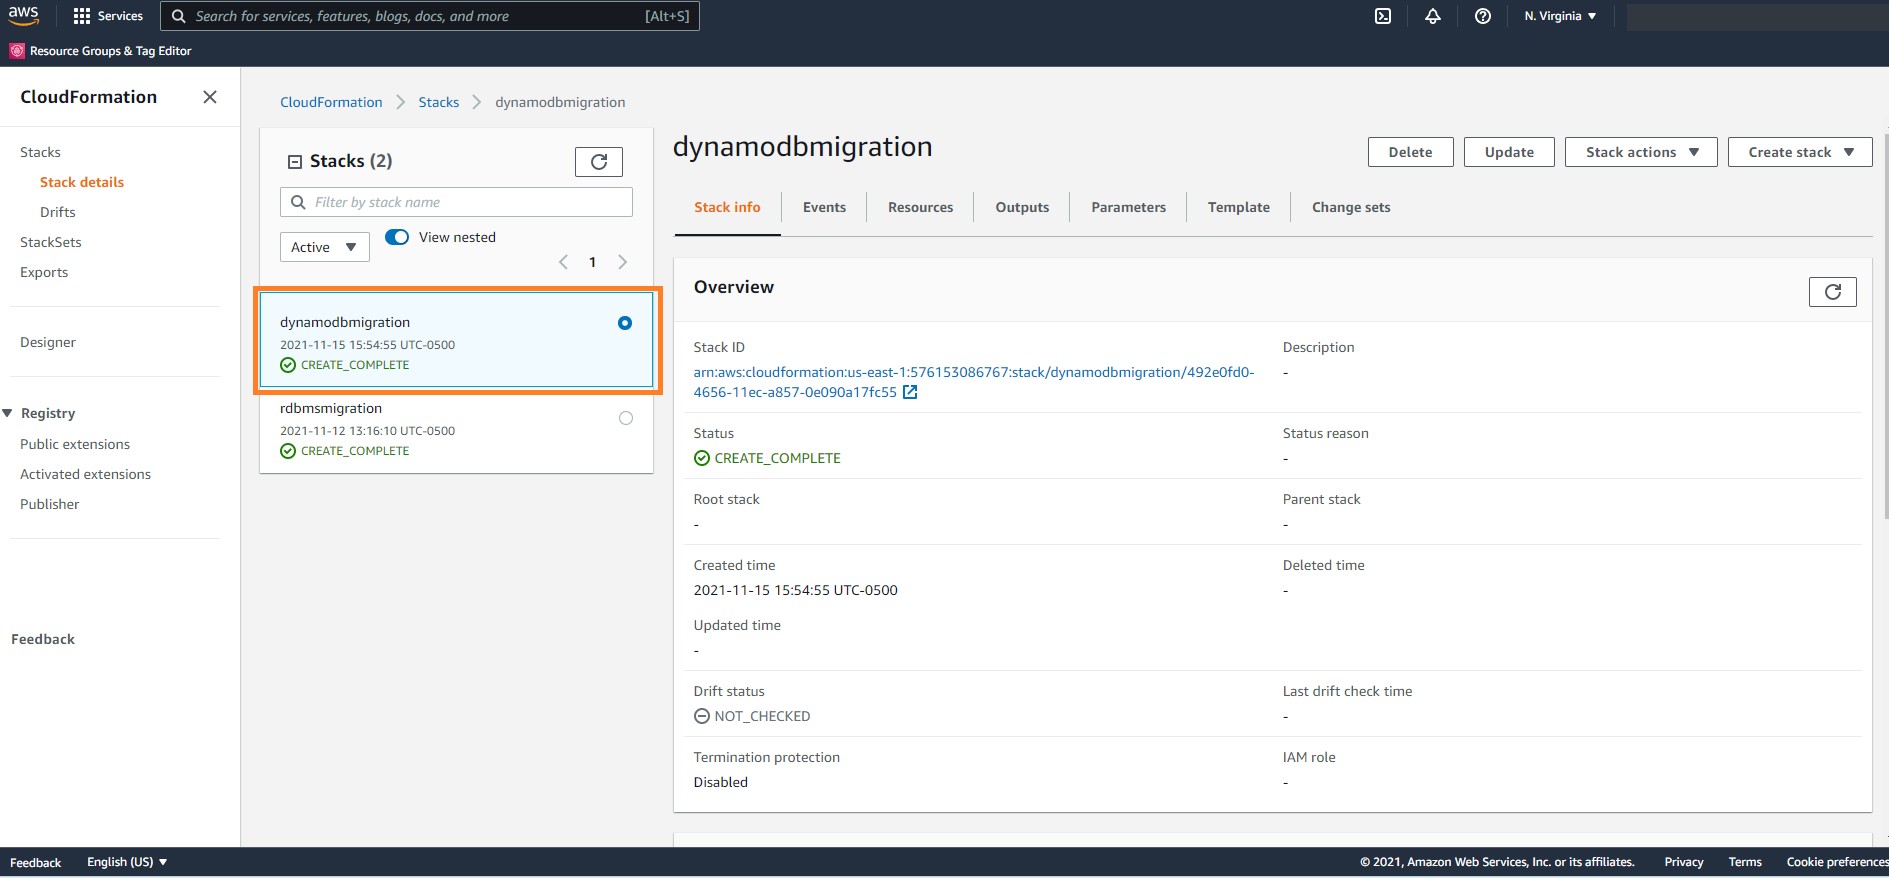 aws
Services
Search for services, features, blogs, docs, and more
[Alt+S]
N. Virginia
Resource Groups & Tag Editor
CloudFormation
Stacks
Stack details
Drifts
StackSets
Exports
Designer
Registry
Public extensions
Activated extensions
Publisher
Feedback
CloudFormation
Stacks
dynamodbmigration
Stacks (2)
Filter by stack name
Active
View nested
1
dynamodbmigration
2021-11-15 15:54:55 UTC-0500
CREATE_COMPLETE
rdbmsmigration
2021-11-12 13:16:10 UTC-0500
CREATE_COMPLETE
dynamodbmigration
Delete
Update
Stack actions
Create stack
Stack info
Events
Resources
Outputs
Parameters
Template
Change sets
Overview
Stack ID
arn:aws:cloudformation:us-east-1:576153086767:stack/dynamodbmigration/492e0fd0-
4656-11ec-a857-0e090a17fc55
Description
-
Status
CREATE_COMPLETE
Status reason
-
Root stack
-
Parent stack
-
Created time
2021-11-15 15:54:55 UTC-0500
Deleted time
-
Updated time
-
Drift status
NOT_CHECKED
Last drift check time
-
Termination protection
Disabled
IAM role
-
Feedback
English (US)
© 2021, Amazon Web Services, Inc. or its affiliates.
Privacy
Terms
Cookie preferences